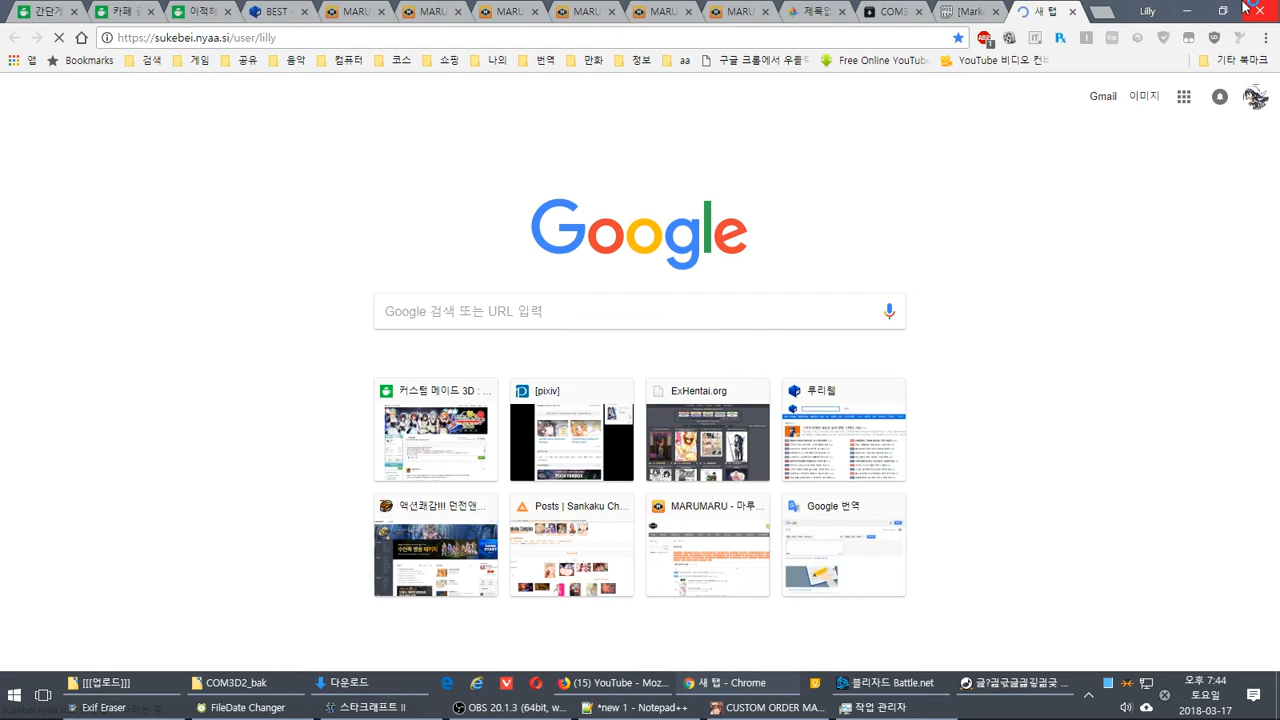 간단키
카페
이적하
BEST -
MARU
MARU
MARU
MARU
MARU
MARU
제목없
COM3
[Mark
새 탭
Lilly
https://sukebei.nyaa.si/user/lilly
앱
Bookmarks
검색
게임
공유
음악
컴퓨터
코스
쇼핑
나의
번역
만화
정보
aa
구글 크롬에서 우클
Free Online YouTube
YouTube 비디오 컨버
기타 북마크
Gmail 이미지
Google
Google 검색 또는 URL 입력
커스텀 메이드 3D : ...
[pixiv]
ExHentai.org
루리웹
액션쾌감!!! 던전앤...
Posts | Sankaku Ch...
MARUMARU - 마루...
Google 번역
[[[업로드]]]
COM3D2_bak
다운로드
(15) YouTube - Moz...
새 탭 - Chrome
블리자드 Battle.net
오후 7:44
Exif Eraser
FileDate Changer
스타크래프트 II
OBS 20.1.3 (64bit, w...
*new 1 - Notepad++
CUSTOM ORDER MA...
작업 관리자
토요일
2018-03-17